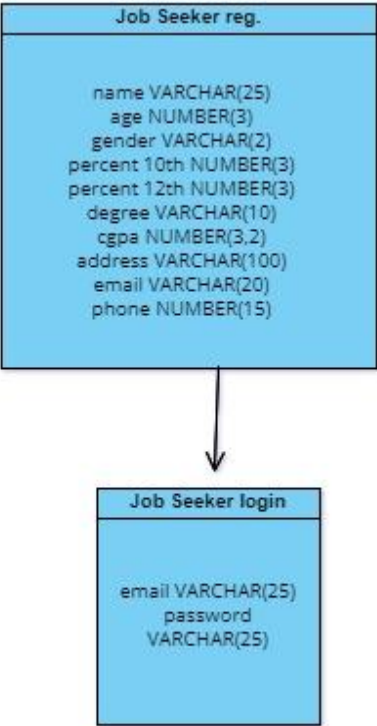 Job Seeker reg.
name VARCHAR(25)
age NUMBER(3)
gender VARCHAR(2)
percent 10th NUMBER(3)
percent 12th NUMBER(3)
degree VARCHAR(10)
cgpa NUMBER(3,2)
address VARCHAR(100)
email VARCHAR(20)
phone NUMBER(15)
Job Seeker login
email VARCHAR(25)
password
VARCHAR(25)